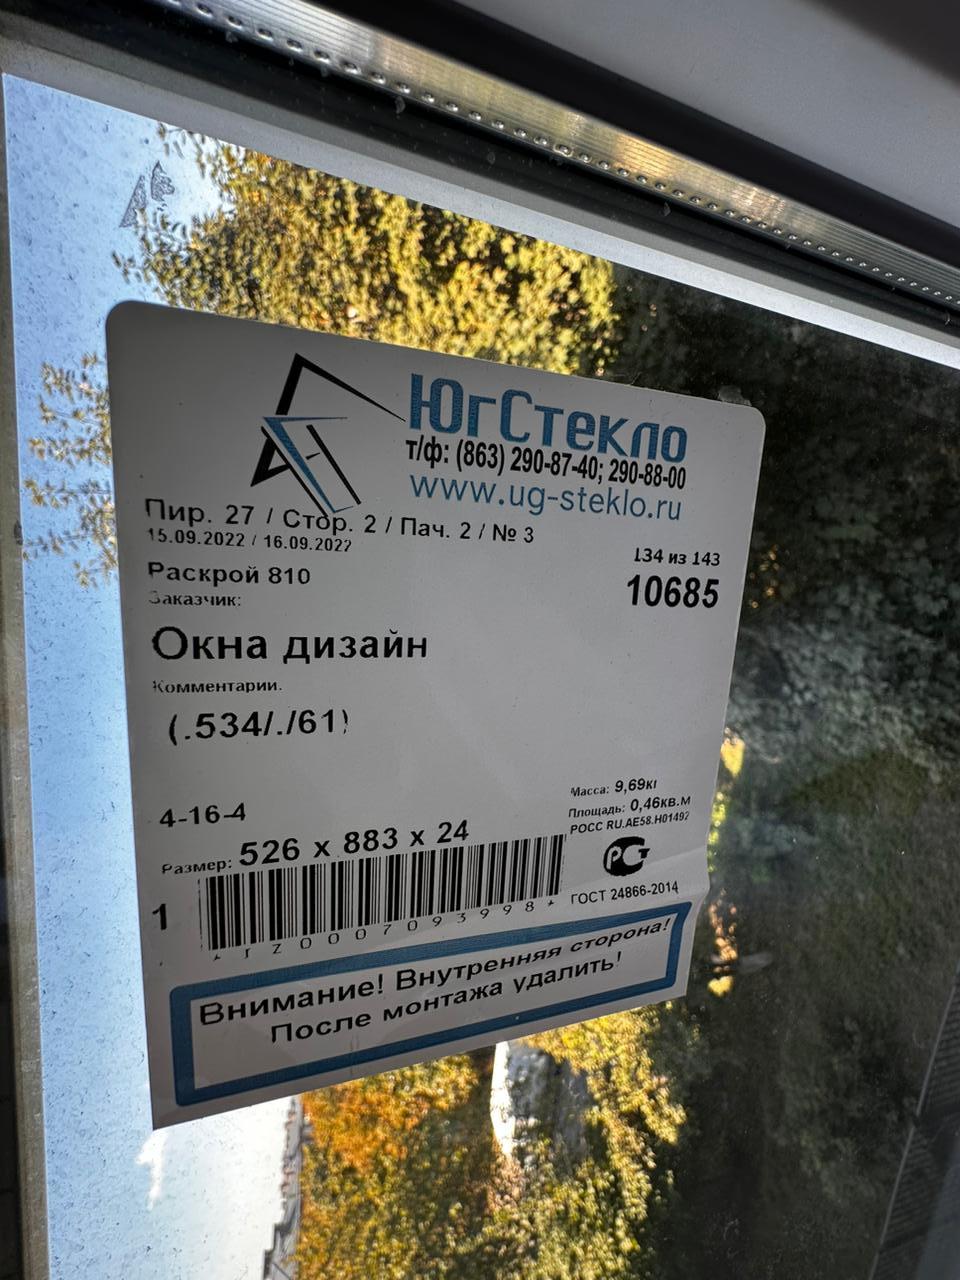 ЮгСтекло
т/ф: (863) 290-87-40; 290-88-00
www.ug-steklo.ru
Пир. 27 / Стор. 2 / Пач. 2 / № 3
15.09.2022 / 16.09.2022
134 из 143
Раскрой 810
10685
Заказчик:
Окна дизайн
Комментарии.
(.534/./61)
4-16-4
Масса: 9,69кг
Площадь: 0,46кв.м
Размер: 526 х 883 х 24
РОСС RU.АЕ58.Н01492
1
ГОСТ 24866-2014
Внимание! Внутренняя сторона!
После монтажа удалить!